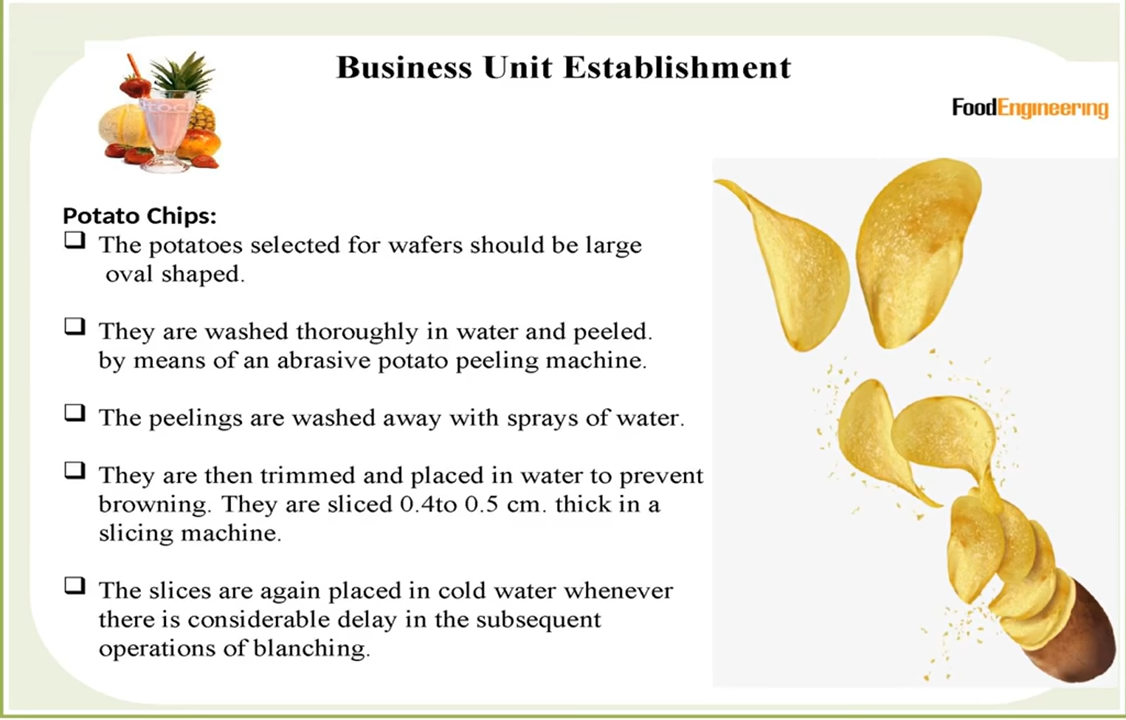 Business Unit Establishment
FoodEngineering
Potato Chips:
The potatoes selected for wafers should be large
oval shaped.
They are washed thoroughly in water and peeled.
by means of an abrasive potato peeling machine.
The peelings are washed away with sprays of water.
They are then trimmed and placed in water to prevent
browning. They are sliced 0.4to 0.5 cm. thick in a
slicing machine.
The slices are again placed in cold water whenever
there is considerable delay in the subsequent
operations of blanching.